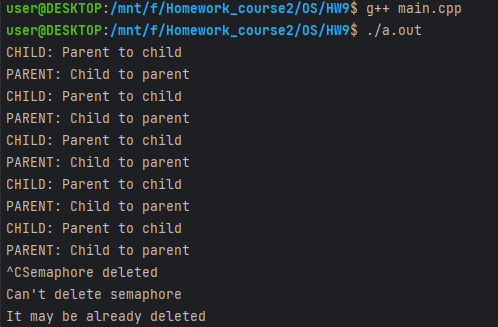 user@DESKTOP:/mnt/f/Homework_course2/OS/HW9$ g++ main.cpp
user@DESKTOP:/mnt/f/Homework_course2/OS/HW9$ ./a.out
CHILD: Parent to child
PARENT: Child to parent
CHILD: Parent to child
PARENT: Child to parent
CHILD: Parent to child
PARENT: Child to parent
CHILD: Parent to child
PARENT: Child to parent
CHILD: Parent to child
PARENT: Child to parent
^CSemaphore deleted
Can't delete semaphore
It may be already deleted